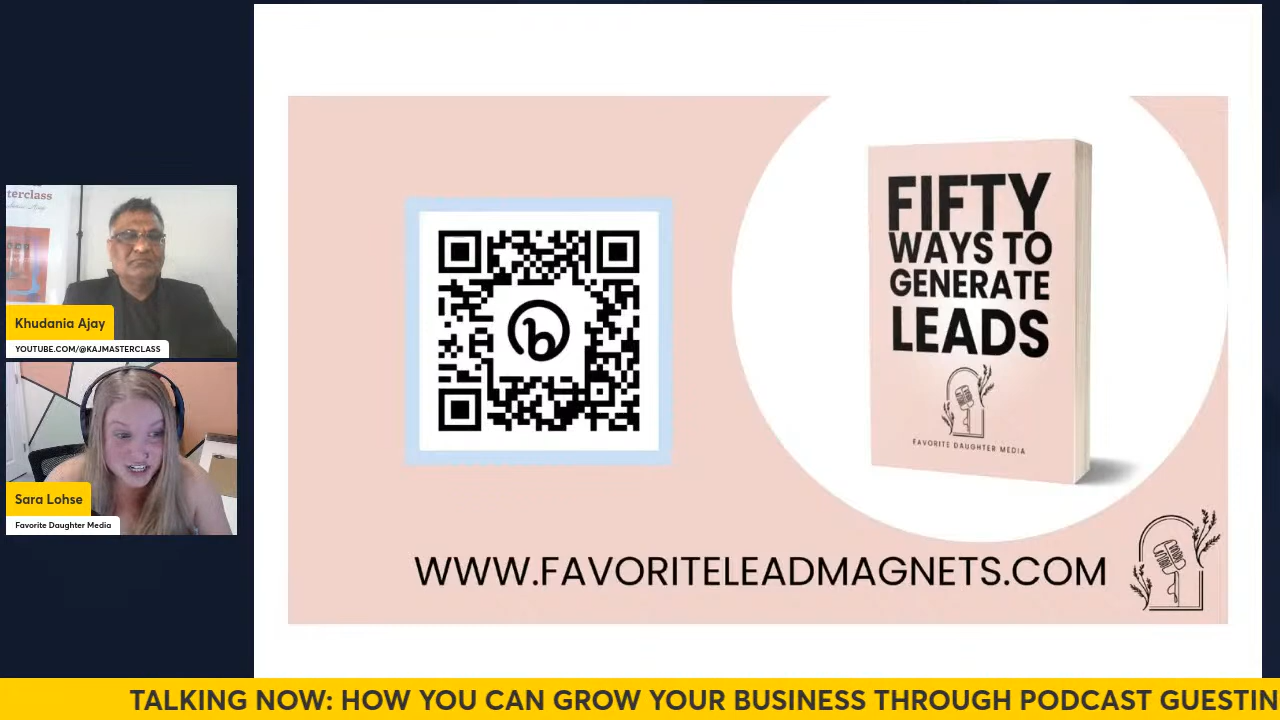 terclass
Khudania Ajay
YOUTUBE.COM/@KAJMASTERCLASS
Sara Lohse
Favorite Daughter Media
FIFTY
WAYS TO
GENERATE
LEADS
FAVORITE DAUGHTER MEDIA
WWW.FAVORITELEADMAGNETS.COM
TALKING NOW: HOW YOU CAN GROW YOUR BUSINESS THROUGH PODCAST GUESTIN